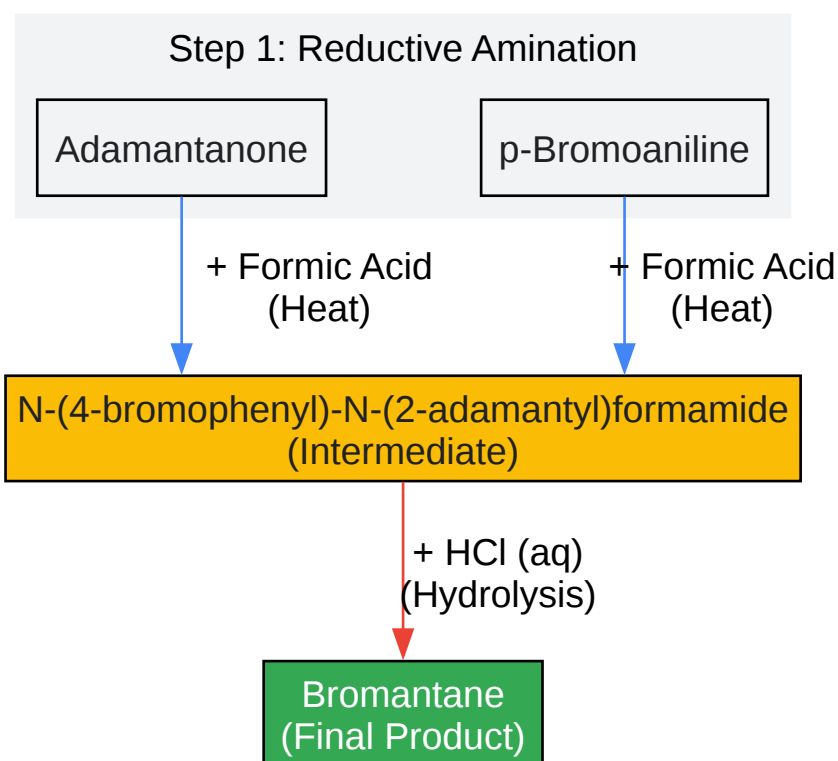 Step 1: Reductive Amination
Adamantanone
p-Bromoaniline
+ Formic Acid
(Heat)
+ Formic Acid
(Heat)
N-(4-bromophenyl)-N-(2-adamantyl)formamide
(Intermediate)
+ HCl (aq)
(Hydrolysis)
Bromantane
(Final Product)